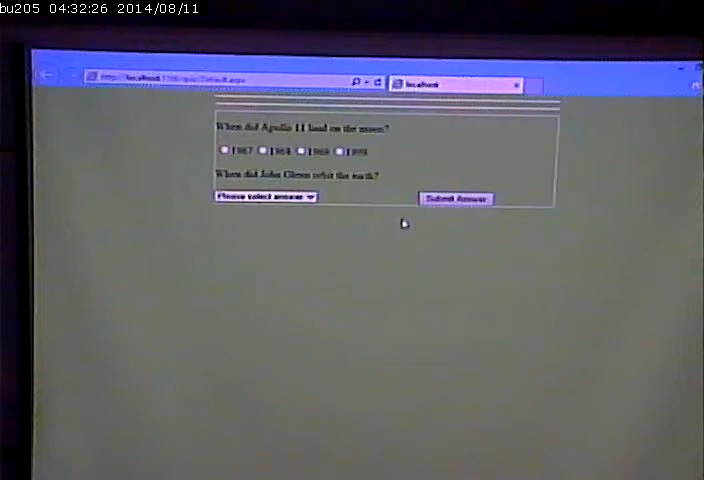 bu205 04:32:26 2014/08/11
localhost
When did Apollo 11 land on the moon?
1967 1968 1969 1999
When did John Glenn orbit the earth?
Please select answer Submit Answer